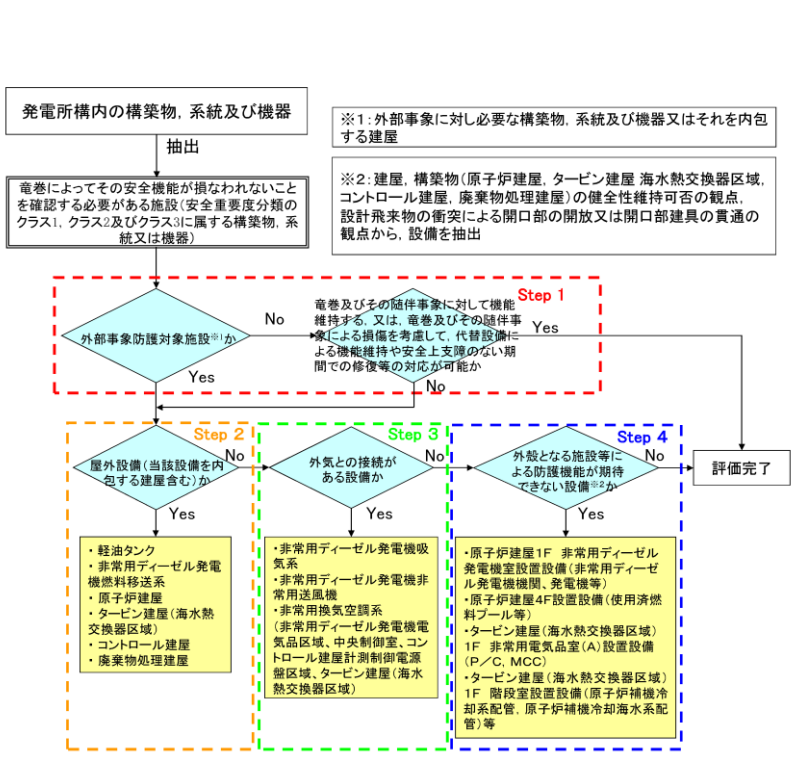 発電所構内の構築物，系統及び機器
抽出
※1：外部事象に対し必要な構築物，系統及び機器又はそれを内包
する建屋
竜巻によってその安全機能が損なわれないこと
を確認する必要がある施設（安全重要度分類の
クラス1，クラス2及びクラス3に属する構築物，系
統又は機器）
※2：建屋，構築物（原子炉建屋，タービン建屋 海水熱交換器区域，
コントロール建屋，廃棄物処理建屋）の健全性維持可否の観点，
設計飛来物の衝突による開口部の開放又は開口部建具の貫通の
観点から，設備を抽出
Step 1
外部事象防護対象施設※1か
No
Yes
竜巻及びその随伴事象に対して機能
維持する，又は，竜巻及びその随伴事
象による損傷を考慮して，代替設備に
よる機能維持や安全上支障のない期
間での修復等の対応が可能か
Yes
No
Step 2
屋外設備（当該設備を内
包する建屋含む）か
No
Yes
Step 3
外気との接続が
ある設備か
No
Yes
Step 4
外殻となる施設等に
よる防護機能が期待
できない設備※2か
No
Yes
評価完了
・軽油タンク
・非常用ディーゼル発電
機燃料移送系
・原子炉建屋
・タービン建屋（海水熱
交換器区域）
・コントロール建屋
・廃棄物処理建屋
・非常用ディーゼル発電機吸
気系
・非常用ディーゼル発電機非
常用送風機
・非常用換気空調系
（非常用ディーゼル発電機電
気品区域、中央制御室、コン
トロール建屋計測制御電源
盤区域、タービン建屋（海水
熱交換器区域）
・原子炉建屋1F 非常用ディーゼル
発電機室設置設備（非常用ディーゼ
ル発電機機関、発電機等）
・原子炉建屋4F設置設備（使用済燃
料プール等）
・タービン建屋（海水熱交換器区域）
1F 非常用電気品室（A）設置設備
（P／C，MCC）
・タービン建屋（海水熱交換器区域）
1F 階段室設置設備（原子炉補機冷
却系配管，原子炉補機冷却海水系配
管）等